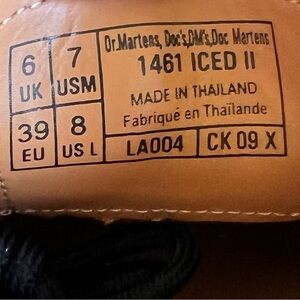 Dr.Martens, Doc's,DM's,Doc Martens
6 UK 7 USM
1461 ICED II
MADE IN THAILAND
Fabriqué en Thaïlande
39 EU 8 US L
LA004 CK 09 X